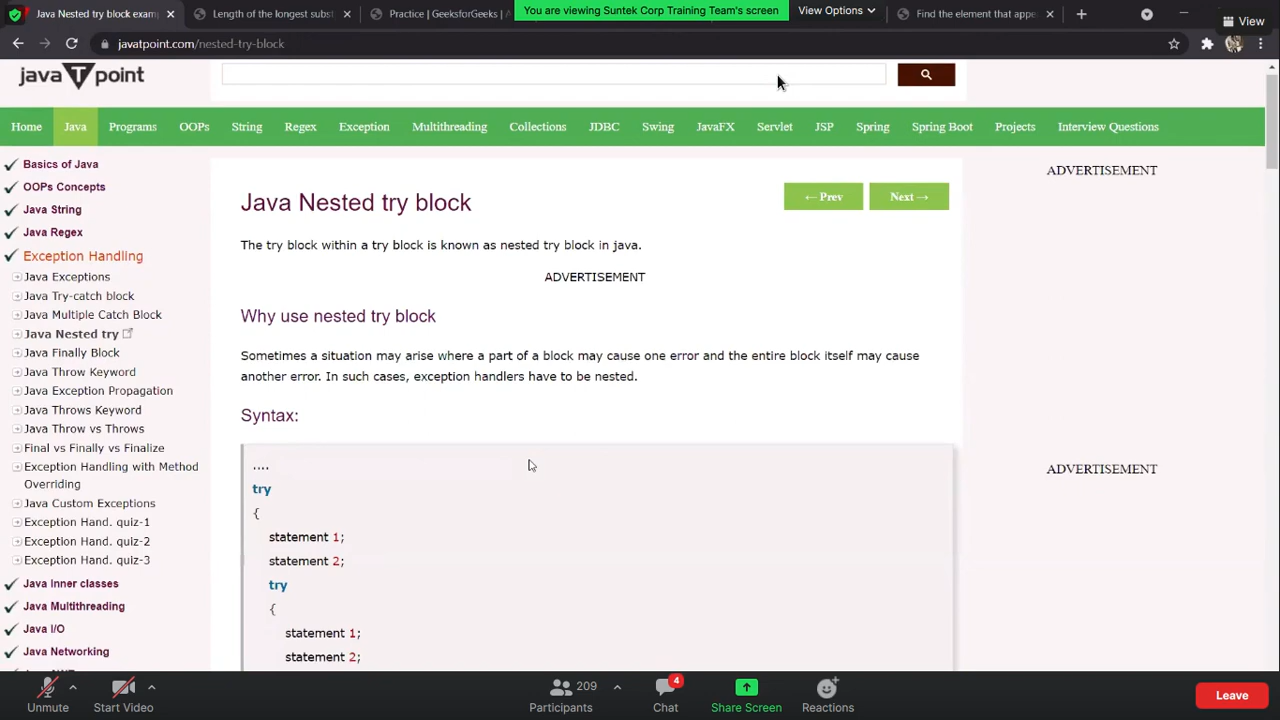 Java Nested try block exam
Length of the longest subst
Practice | GeeksforGeeks | A
You are viewing Suntek Corp Training Team's screen
View Options
Find the element that appe
View
javatpoint.com/nested-try-block
java T point
Home
Java
Programs
OOPs
String
Regex
Exception
Multithreading
Collections
JDBC
Swing
JavaFX
Servlet
JSP
Spring
Spring Boot
Projects
Interview Questions
Basics of Java
OOPs Concepts
Java String
Java Regex
Exception Handling
Java Exceptions
Java Try-catch block
Java Multiple Catch Block
Java Nested try
Java Finally Block
Java Throw Keyword
Java Exception Propagation
Java Throws Keyword
Java Throw vs Throws
Final vs Finally vs Finalize
Exception Handling with Method
Overriding
Java Custom Exceptions
Exception Hand. quiz-1
Exception Hand. quiz-2
Exception Hand. quiz-3
Java Inner classes
Java Multithreading
Java I/O
Java Networking
Java Nested try block
← Prev
Next →
The try block within a try block is known as nested try block in java.
ADVERTISEMENT
Why use nested try block
Sometimes a situation may arise where a part of a block may cause one error and the entire block itself may cause
another error. In such cases, exception handlers have to be nested.
Syntax:
....
try
{
statement 1;
statement 2;
try
{
statement 1;
statement 2;
ADVERTISEMENT
ADVERTISEMENT
Unmute
Start Video
209
Participants
4
Chat
Share Screen
Reactions
Leave